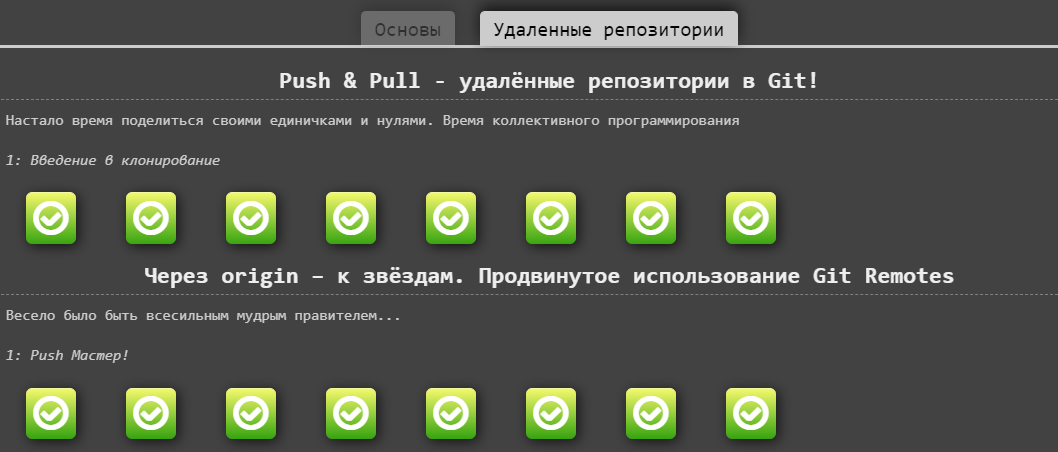 Основы Удаленные репозитории
Push & Pull - удалённые репозитории в Git!
Настало время поделиться своими единичками и нулями. Время коллективного программирования
1: Введение в клонирование
Через origin – к звёздам. Продвинутое использование Git Remotes
Весело было быть всесильным мудрым правителем...
1: Push Мастер!